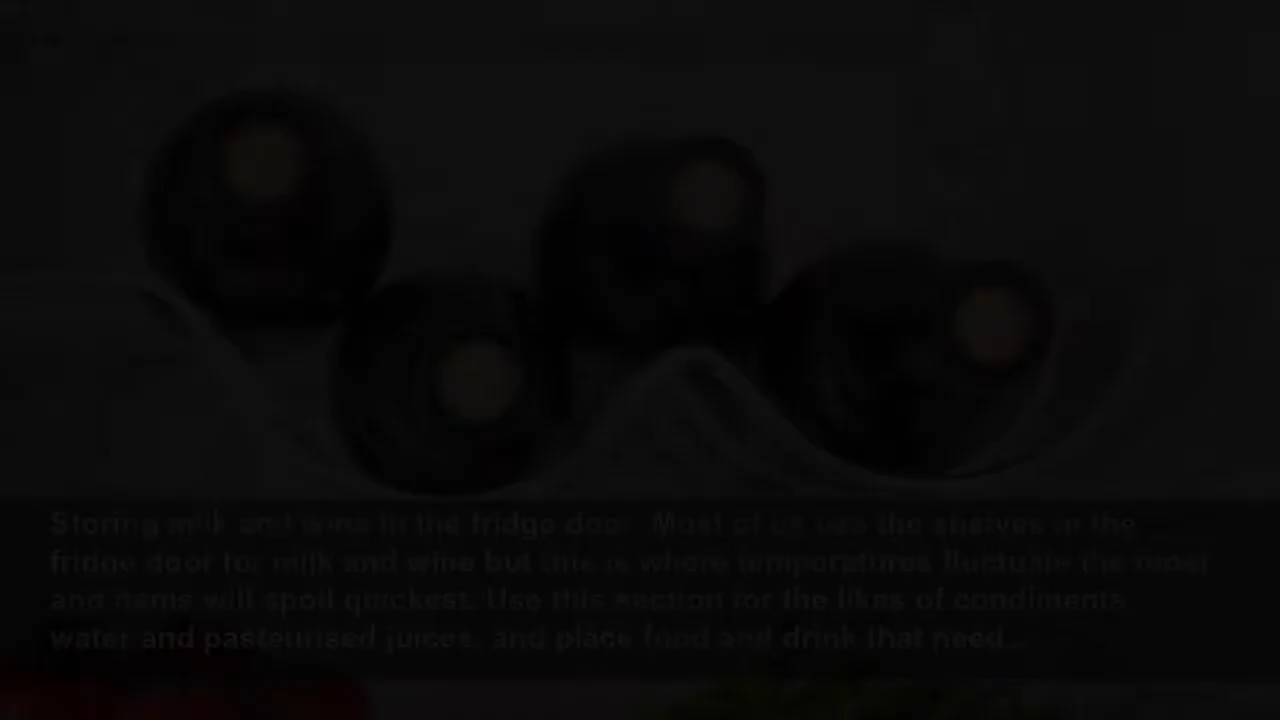 Storing milk and wine in the fridge door. Most of us use the shelves in the
fridge door for milk and wine but this is where temperatures fluctuate the most
and items will spoil quickest. Use this section for the likes of condiments,
water and pasteurised juices, and place food and drink that need...